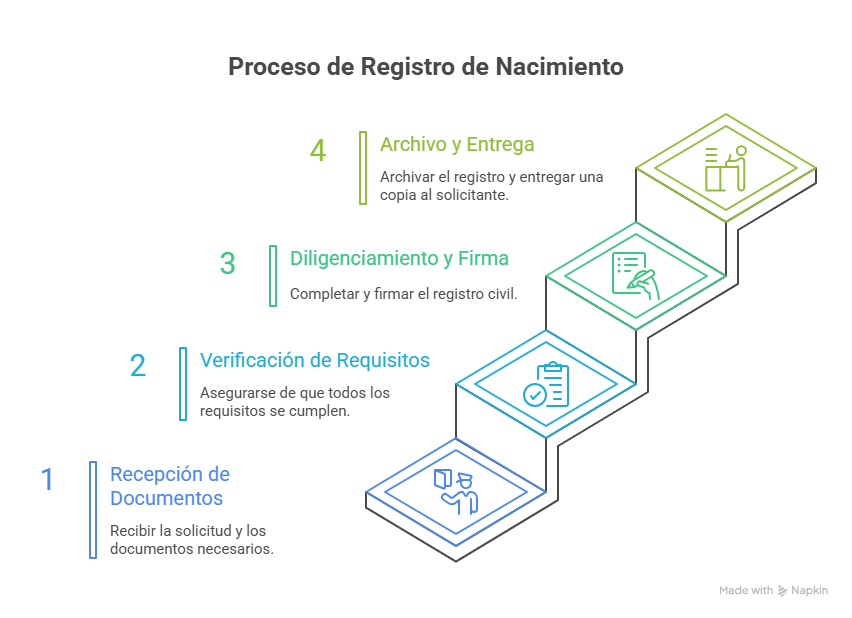 Proceso de Registro de Nacimiento
4
Archivo y Entrega
Archivar el registro y entregar una
copia al solicitante.
3
Diligenciamiento y Firma
Completar y firmar el registro civil.
2
Verificación de Requisitos
Asegurarse de que todos los
requisitos se cumplen.
1
Recepción de
Documentos
Recibir la solicitud y los
documentos necesarios.
Made with Napkin